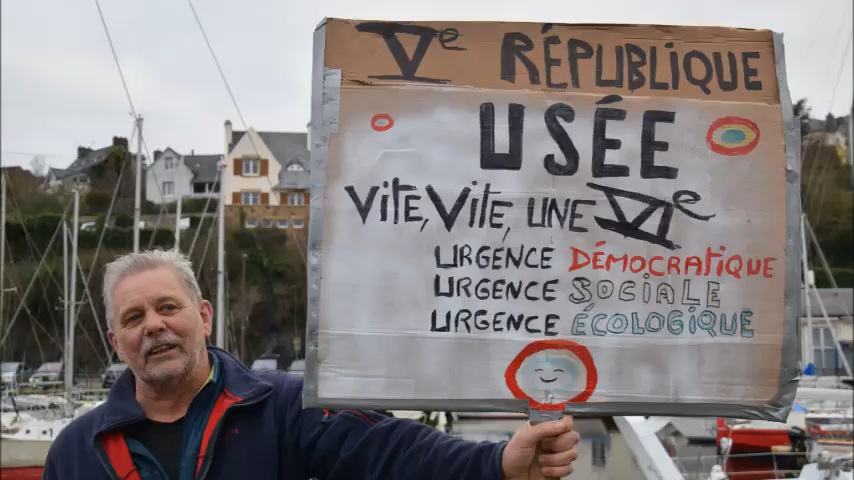 Ve RÉPUBLIQUE
USÉE
VITE, VITE, UNE VIe
URGENCE DÉMOCRATIQUE
URGENCE SOCIALE
URGENCE ÉCOLOGIQUE